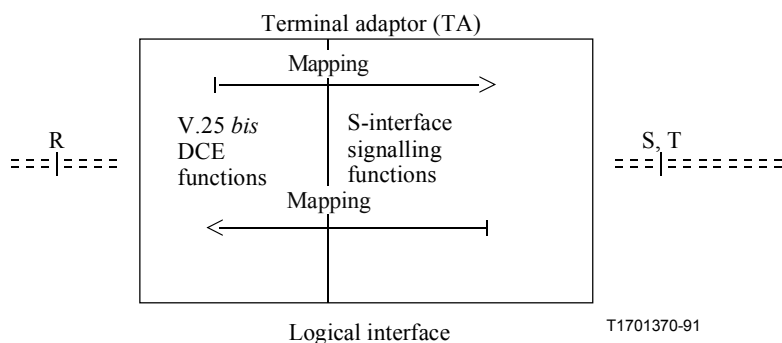 Terminal adaptor (TA)
Mapping
R
V.25 bis
DCE
functions
S-interface
signalling
functions
S, T
Mapping
Logical interface
T1701370-91